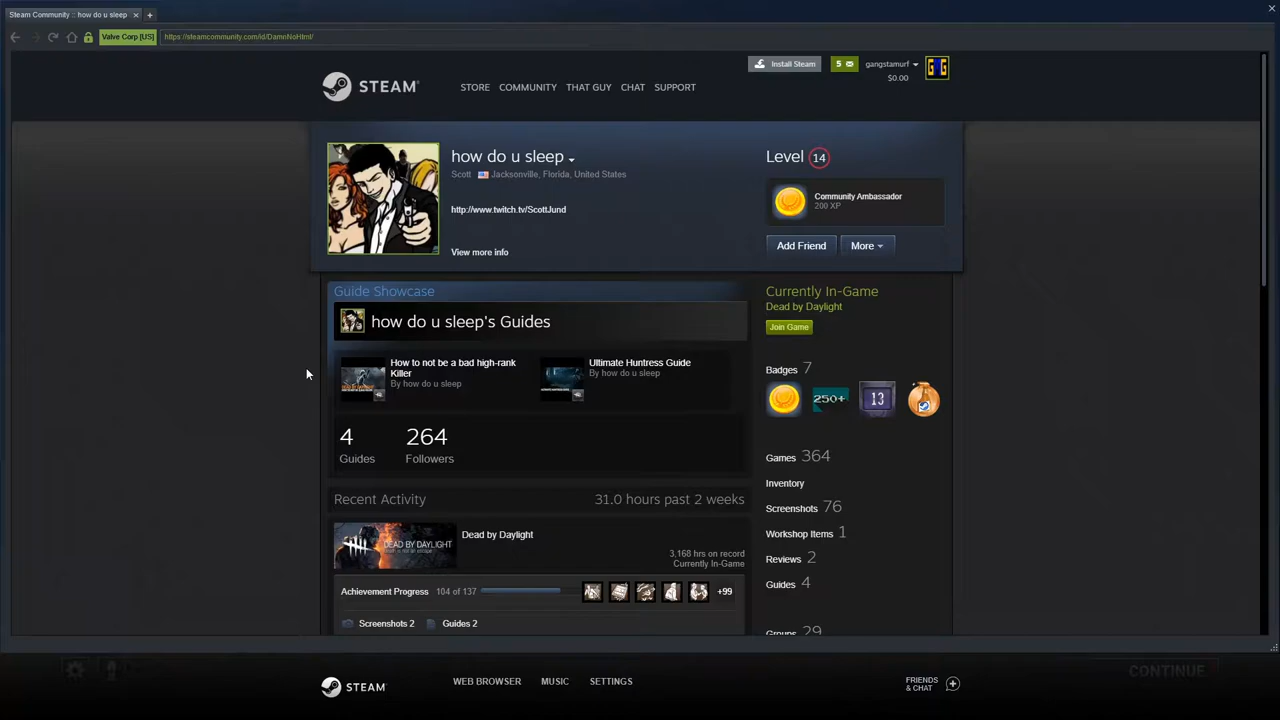 Steam Community :: how do u sleep
Valve Corp [US]
https://steamcommunity.com/id/DamnNoHtml/
Install Steam
5
gangstamurf
$0.00
STEAM
STORE COMMUNITY THAT GUY CHAT SUPPORT
how do u sleep
Scott Jacksonville, Florida, United States
http://www.twitch.tv/ScottJund
View more info
Level 14
Community Ambassador
200 XP
Add Friend
More
Guide Showcase
how do u sleep's Guides
How to not be a bad high-rank
Killer
By how do u sleep
Ultimate Huntress Guide
By how do u sleep
4
Guides
264
Followers
Recent Activity
31.0 hours past 2 weeks
DEAD BY DAYLIGHT
Dead by Daylight
3,168 hrs on record
Currently In-Game
Achievement Progress 104 of 137
+99
Screenshots 2
Guides 2
Currently In-Game
Dead by Daylight
Join Game
Badges 7
250+
13
Games 364
Inventory
Screenshots 76
Workshop Items 1
Reviews 2
Guides 4
Groups 29
CONTINUE
STEAM
WEB BROWSER MUSIC SETTINGS
FRIENDS
& CHAT